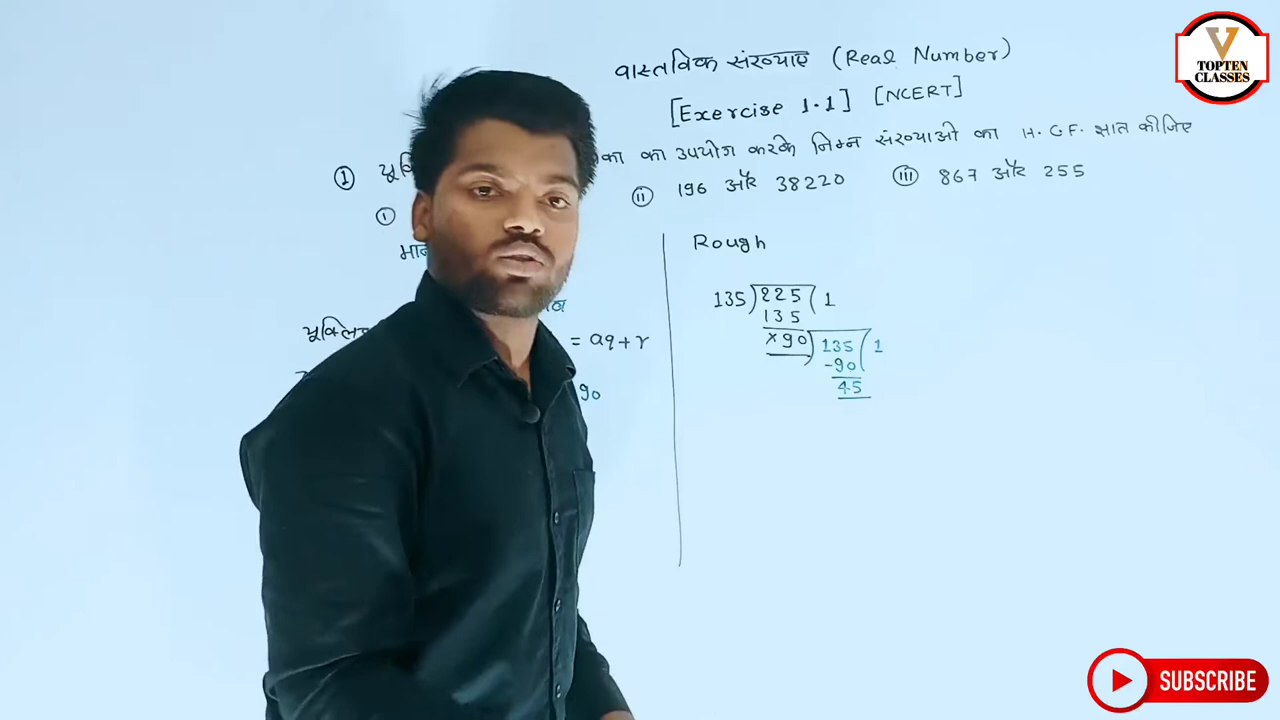 वास्तविक संख्याए (Real Number)
[Exercise 1.1] [NCERT]
① का उपयोग करके निम्न संख्याओ का H.C.F. ज्ञात कीजिए
① ⅱ 196 और 38220 ⅲ 867 और 255
Rough
= aq+r
90
135)225(1
135
×90)135(1
-90
45
V
TOPTEN
CLASSES
SUBSCRIBE